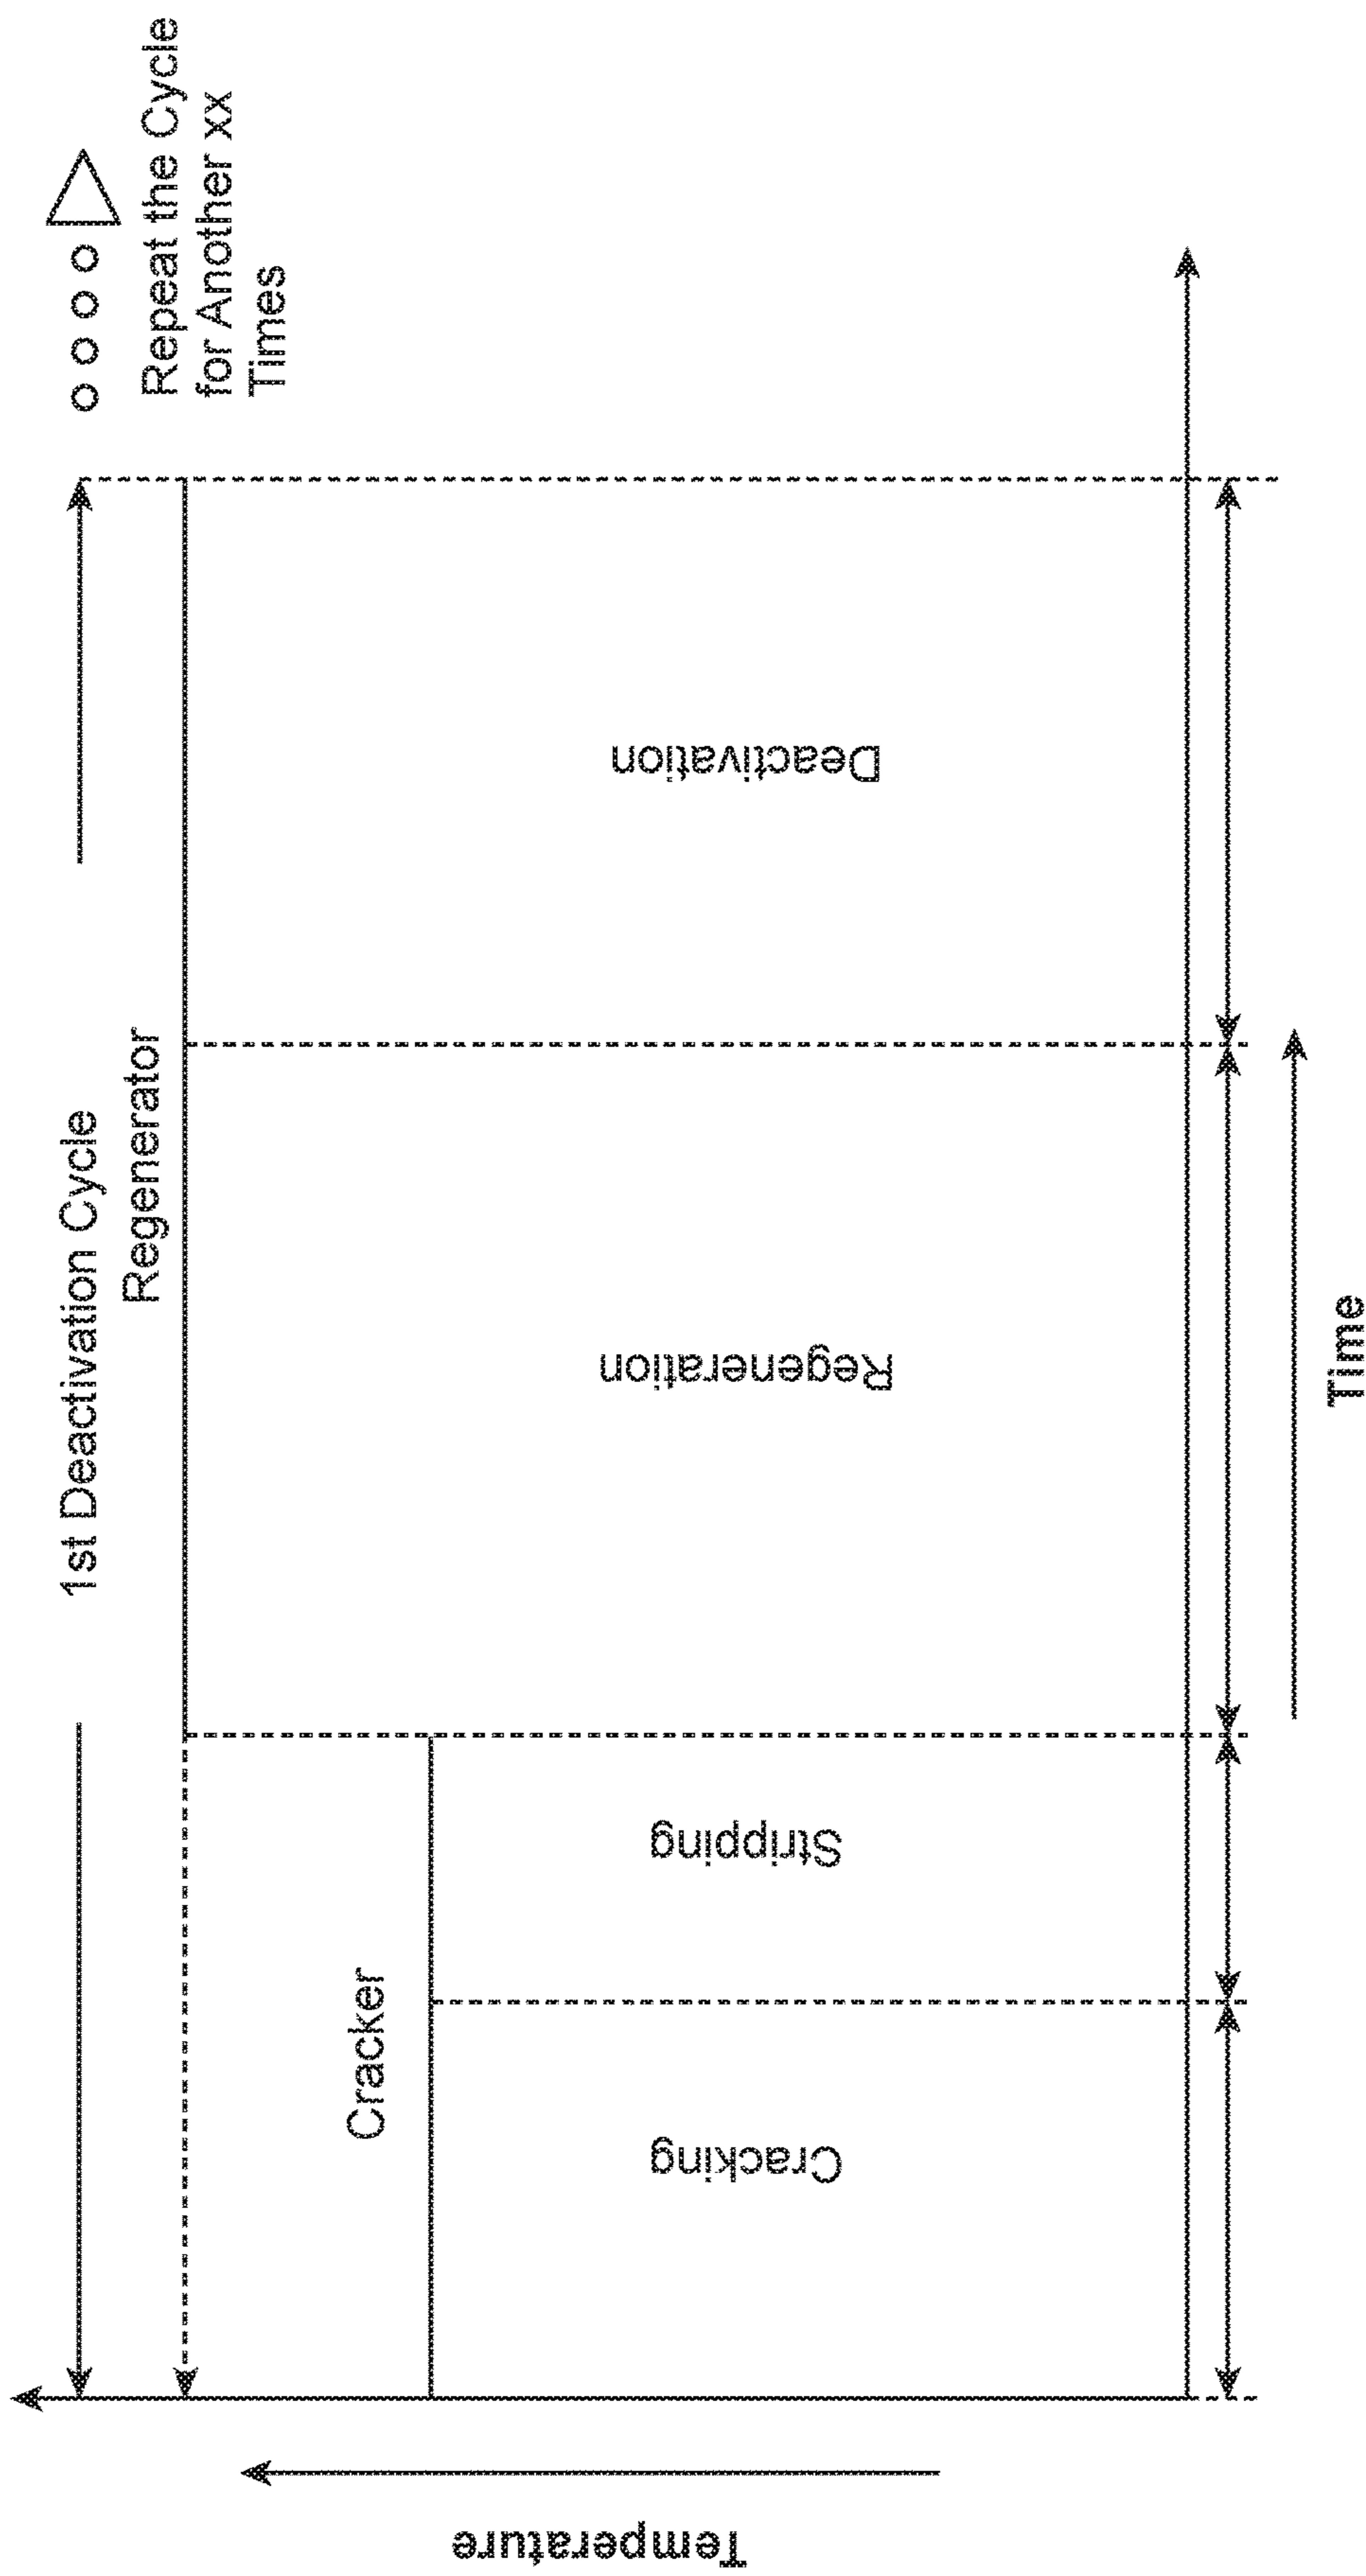 1st Deactivation Cycle
Repeat the Cycle
for Another xx
Times
Regenerator
Cracker
Cracking
Stripping
Regeneration
Deactivation
Temperature
Time